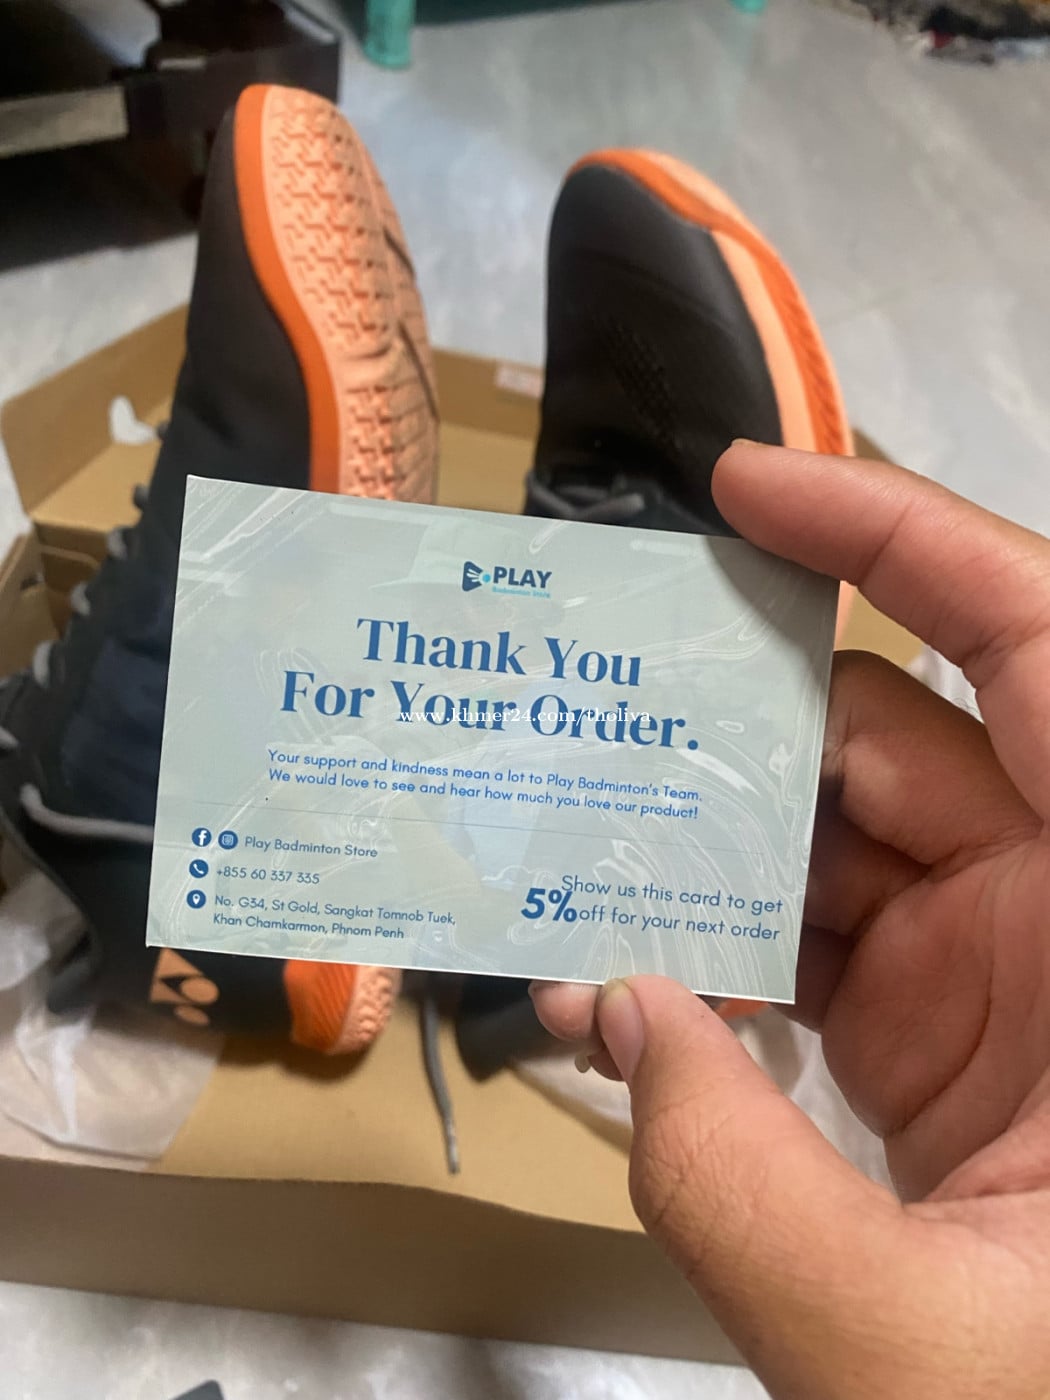 PLAY
Badminton Store
Thank You
For Your Order.
www.khmer24.com/tholiva
Your support and kindness mean a lot to Play Badminton's Team.
We would love to see and hear how much you love our product!
Play Badminton Store
+855 60 337 335
No. G34, St Gold, Sangkat Tomnob Tuek,
Khan Chamkarmon, Phnom Penh
Show us this card to get
5% off for your next order